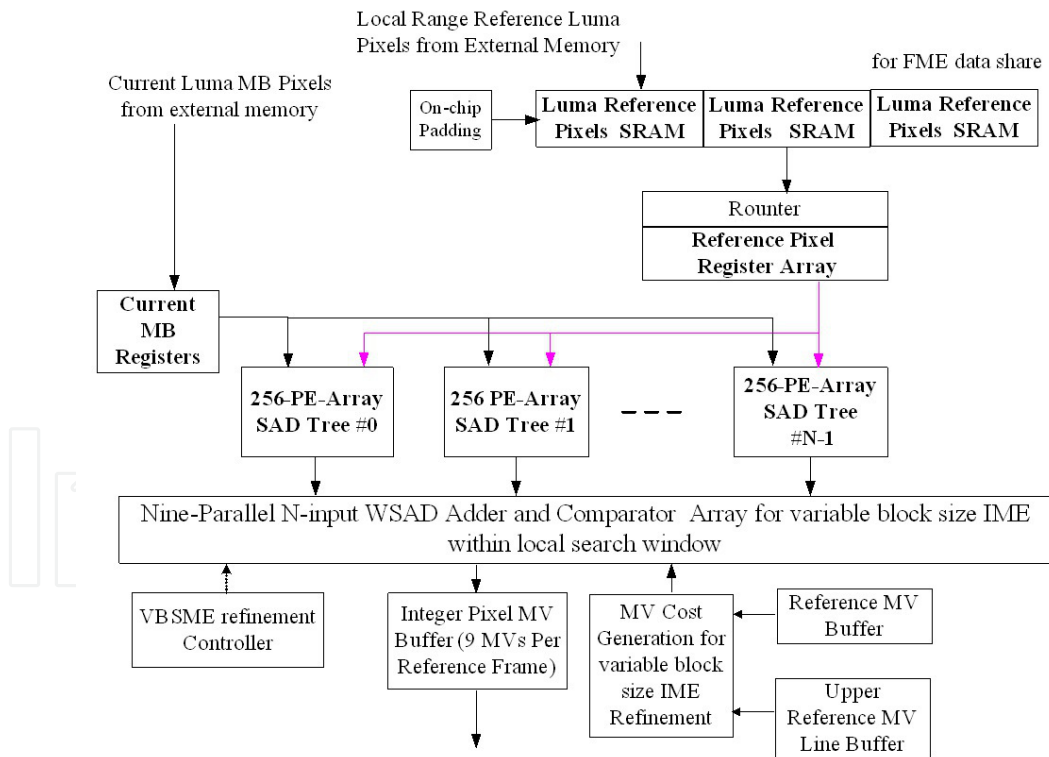 Local Range Reference Luma
Pixels from External Memory
for FME data share
Current Luma MB Pixels
from external memory
On-chip
Padding
Luma Reference
Pixels SRAM
Luma Reference
Pixels SRAM
Luma Reference
Pixels SRAM
Rounter
Reference Pixel
Register Array
Current
MB
Registers
256-PE-Array
SAD Tree #0
256 PE-Array
SAD Tree #1
256-PE-Array
SAD Tree
#N-1
Nine-Parallel N-input WSAD Adder and Comparator Array for variable block size IME
within local search window
VBSME refinement
Controller
Integer Pixel MV
Buffer (9 MVs Per
Reference Frame)
MV Cost
Generation for
variable block
size IME
Refinement
Reference MV
Buffer
Upper
Reference MV
Line Buffer